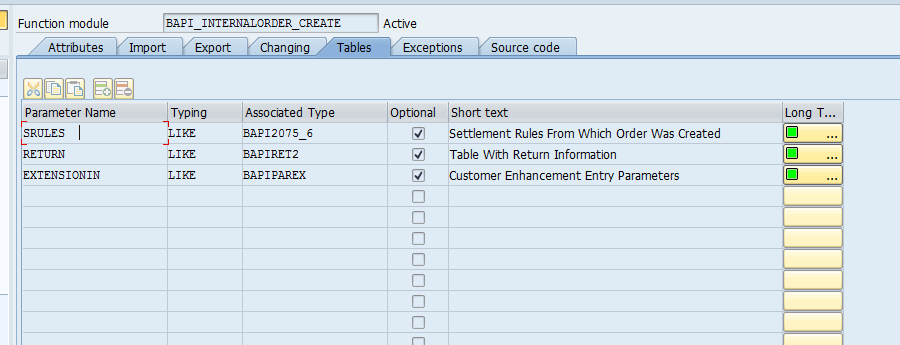 Function module BAPI_INTERNALORDER_CREATE Active
Attributes Import Export Changing Tables Exceptions Source code
Parameter Name Typing Associated Type Optional Short text Long T...
SRULES LIKE BAPI2075_6 Settlement Rules From Which Order Was Created ...
RETURN LIKE BAPIRET2 Table With Return Information ...
EXTENSIONIN LIKE BAPIPAREX Customer Enhancement Entry Parameters ...